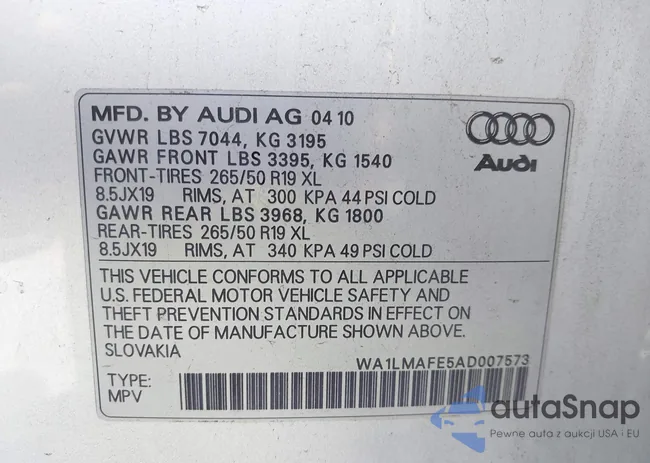 MFD. BY AUDI AG 04 10
GVWR LBS 7044, KG 3195
GAWR FRONT LBS 3395, KG 1540
FRONT-TIRES 265/50 R19 XL
8.5JX19 RIMS, AT 300 KPA 44 PSI COLD
GAWR REAR LBS 3968, KG 1800
REAR-TIRES 265/50 R19 XL
8.5JX19 RIMS, AT 340 KPA 49 PSI COLD
Audi
THIS VEHICLE CONFORMS TO ALL APPLICABLE
U.S. FEDERAL MOTOR VEHICLE SAFETY AND
THEFT PREVENTION STANDARDS IN EFFECT ON
THE DATE OF MANUFACTURE SHOWN ABOVE.
SLOVAKIA
WA1LMAFE5AD007573
TYPE:
MPV
autaSnap
Pewne auta z aukcji USA i EU